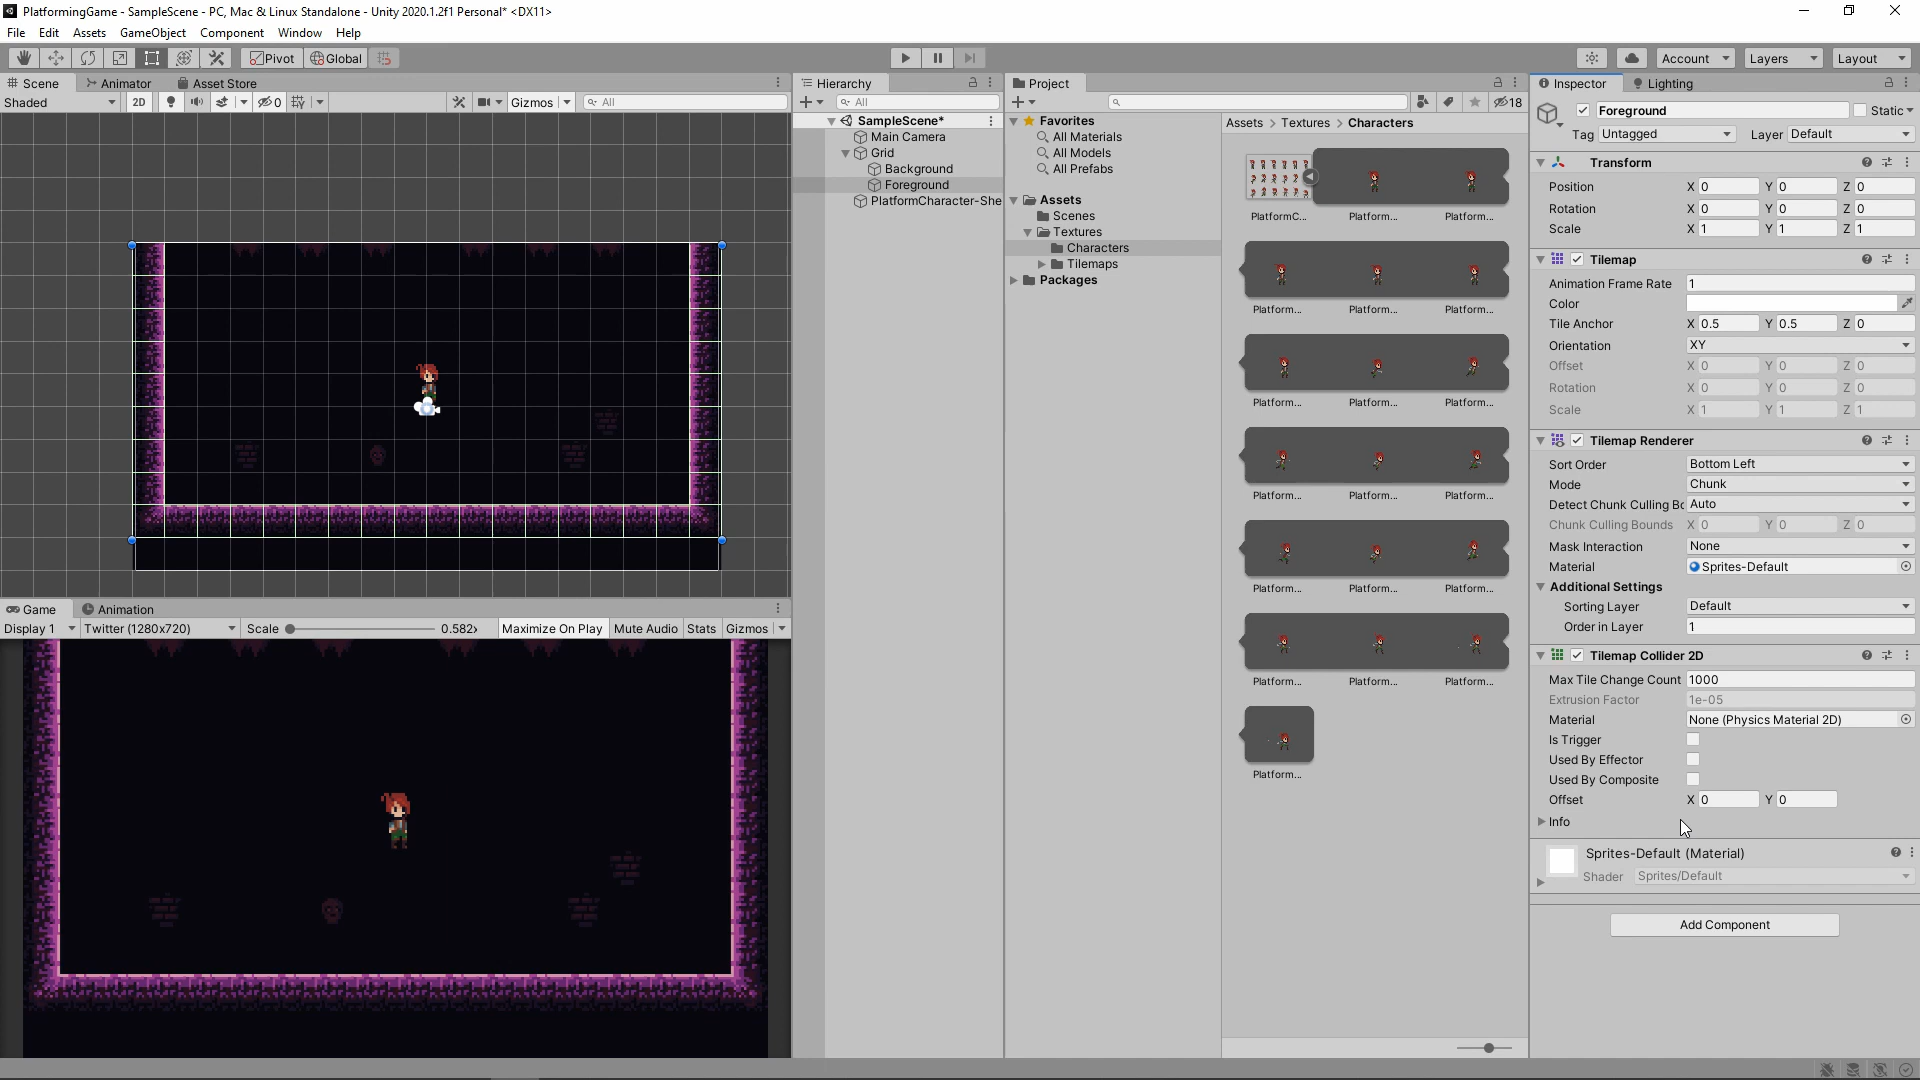 PlatformingGame - SampleScene - PC, Mac & Linux Standalone - Unity 2020.1.2f1 Personal* <DX11>
File Edit Assets GameObject Component Window Help
Pivot Global Account Layers Layout
Scene Animator Asset Store
Shaded 2D 0 Gizmos All
Hierarchy
All
SampleScene*
Main Camera
Grid
Background
Foreground
PlatformCharacter-She
Project
18
Favorites
All Materials
All Models
All Prefabs
Assets
Scenes
Textures
Characters
Tilemaps
Packages
Assets > Textures > Characters
PlatformC... Platform... Platform...
Platform... Platform... Platform...
Platform... Platform... Platform...
Platform... Platform... Platform...
Platform... Platform... Platform...
Platform... Platform... Platform...
Platform...
Game Animation
Display 1 Twitter (1280x720) Scale 0.582x Maximize On Play Mute Audio Stats Gizmos
Inspector Lighting
Foreground Static
Tag Untagged Layer Default
Transform
Position X 0 Y 0 Z 0
Rotation X 0 Y 0 Z 0
Scale X 1 Y 1 Z 1
Tilemap
Animation Frame Rate 1
Color
Tile Anchor X 0.5 Y 0.5 Z 0
Orientation XY
Offset X 0 Y 0 Z 0
Rotation X 0 Y 0 Z 0
Scale X 1 Y 1 Z 1
Tilemap Renderer
Sort Order Bottom Left
Mode Chunk
Detect Chunk Culling Bo Auto
Chunk Culling Bounds X 0 Y 0 Z 0
Mask Interaction None
Material Sprites-Default
Additional Settings
Sorting Layer Default
Order in Layer 1
Tilemap Collider 2D
Max Tile Change Count 1000
Extrusion Factor 1e-05
Material None (Physics Material 2D)
Is Trigger
Used By Effector
Used By Composite
Offset X 0 Y 0
Info
Sprites-Default (Material)
Shader Sprites/Default
Add Component